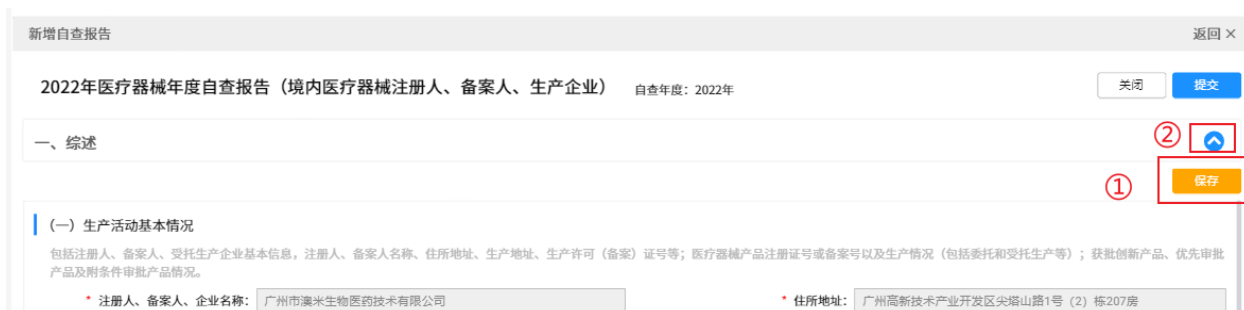 新增自查报告 返回 ×
2022年医疗器械年度自查报告（境内医疗器械注册人、备案人、生产企业） 自查年度：2022年 关闭 提交
一、综述 ②
① 保存
（一）生产活动基本情况
包括注册人、备案人、受托生产企业基本信息，注册人、备案人名称、住所地址、生产地址、生产许可（备案）证号等；医疗器械产品注册证号或备案号以及生产情况（包括委托和受托生产等）；获批创新产品、优先审批
产品及附条件审批产品情况。
* 注册人、备案人、企业名称： 广州市澳米生物医药技术有限公司 * 住所地址： 广州高新技术产业开发区尖塔山路1号（2）栋207房